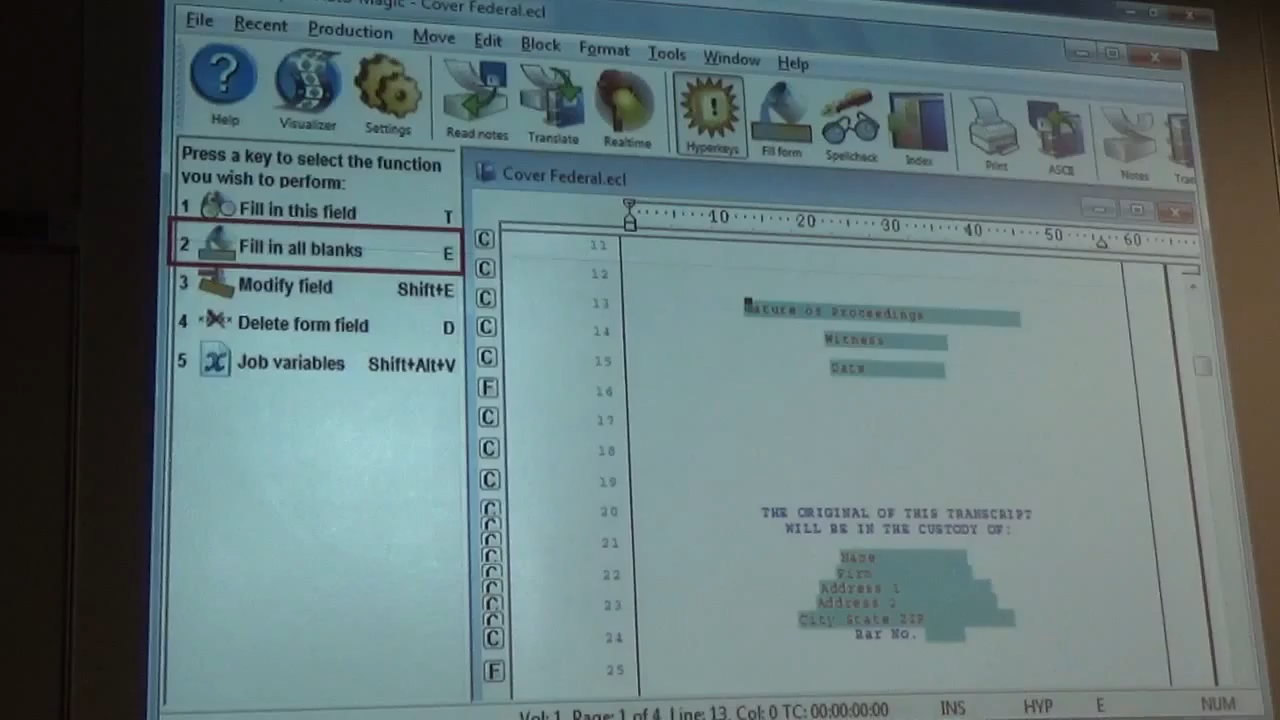 Magic - Cover Federal.ecl
File Recent Production Move Edit Block Format Tools Window Help
Help Visualizer Settings Read notes Translate Realtime Hyperkeys Fill form Spellcheck Index Print ASCII Notes
Press a key to select the function
you wish to perform:
1 Fill in this field T
2 Fill in all blanks E
3 Modify field Shift+E
4 Delete form field D
5 Job variables Shift+Alt+V
Cover Federal.ecl
10 20 30 40 50 60
C 11
C 12
C 13 Nature of Proceedings
C 14 Witness
C 15 Date
F 16
C 17
C 18
C 19
C 20 THE ORIGINAL OF THIS TRANSCRIPT
C WILL BE IN THE CUSTODY OF:
C 21
C Name
C 22 Firm
C Address 1
C 23 Address 2
C City State ZIP
C 24 Bar No.
F 25
Vol: 1, Page: 1 of 4, Line: 13, Col: 0 TC: 00:00:00:00 INS HYP E NUM